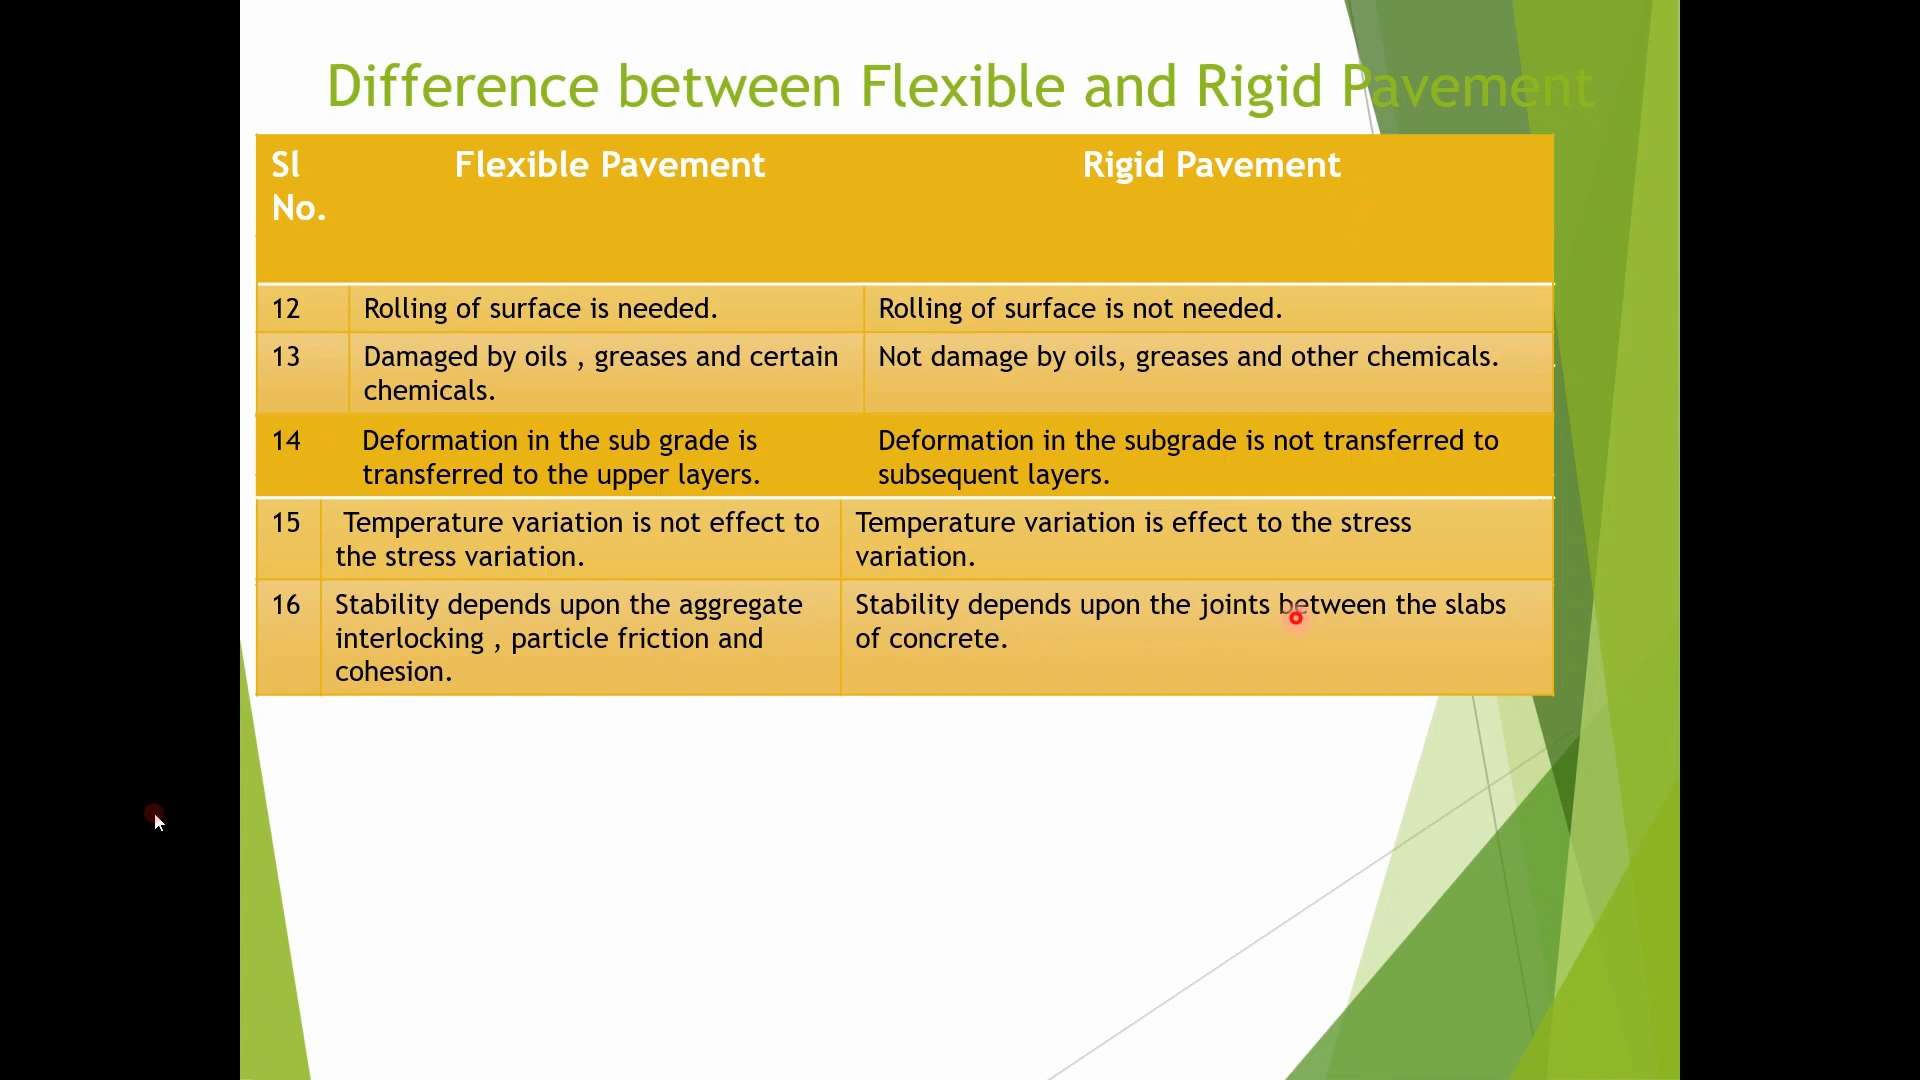 Difference between Flexible and Rigid Pavement
Sl No. Flexible Pavement Rigid Pavement
12 Rolling of surface is needed. Rolling of surface is not needed.
13 Damaged by oils , greases and certain chemicals. Not damage by oils, greases and other chemicals.
14 Deformation in the sub grade is transferred to the upper layers. Deformation in the subgrade is not transferred to subsequent layers.
15 Temperature variation is not effect to the stress variation. Temperature variation is effect to the stress variation.
16 Stability depends upon the aggregate interlocking , particle friction and cohesion. Stability depends upon the joints between the slabs of concrete.